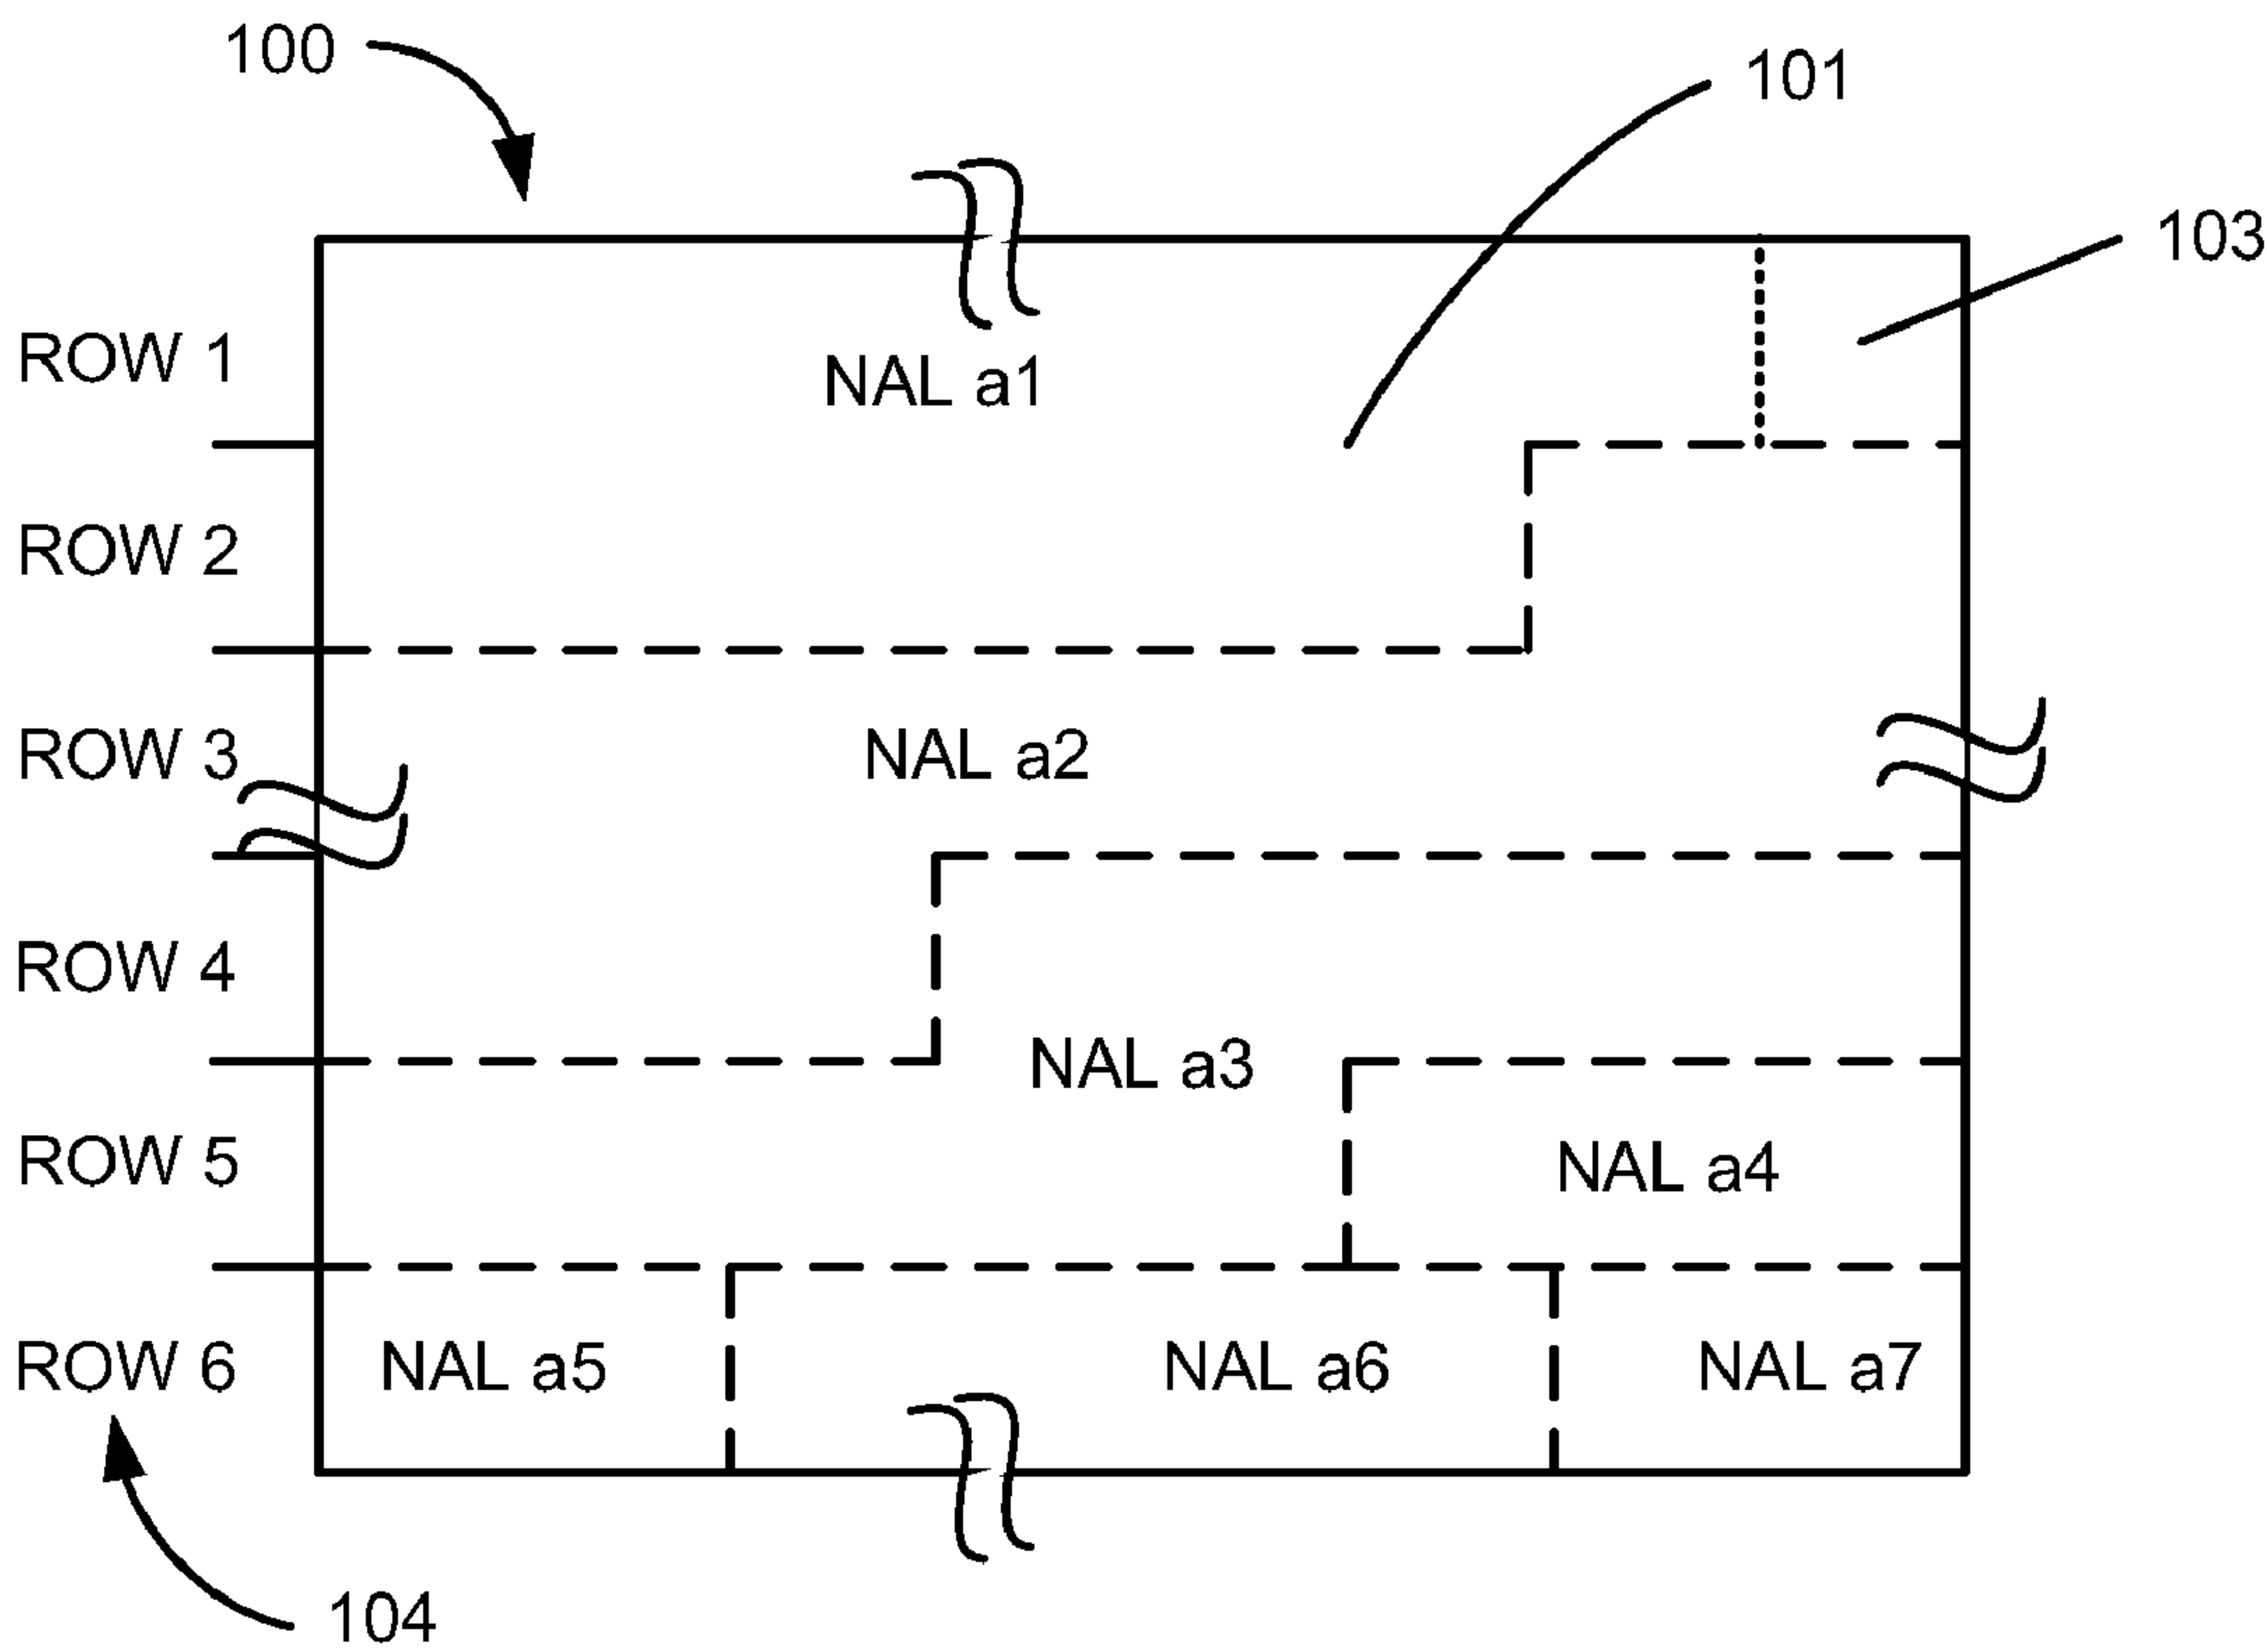 100
101
103
ROW 1
NAL a1
ROW 2
ROW 3
NAL a2
ROW 4
NAL a3
ROW 5
NAL a4
ROW 6
NAL a5
NAL a6
NAL a7
104